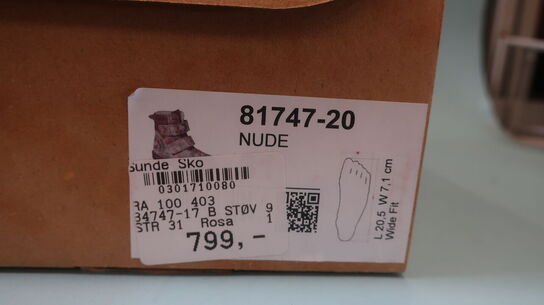 81747-20
NUDE
Sunde Sko
0301710080
RA 100 403
84747-17 B STØV 9
STR 31 Rosa 1
799,-
L 20,5 W 7,1 cm
Wide Fit